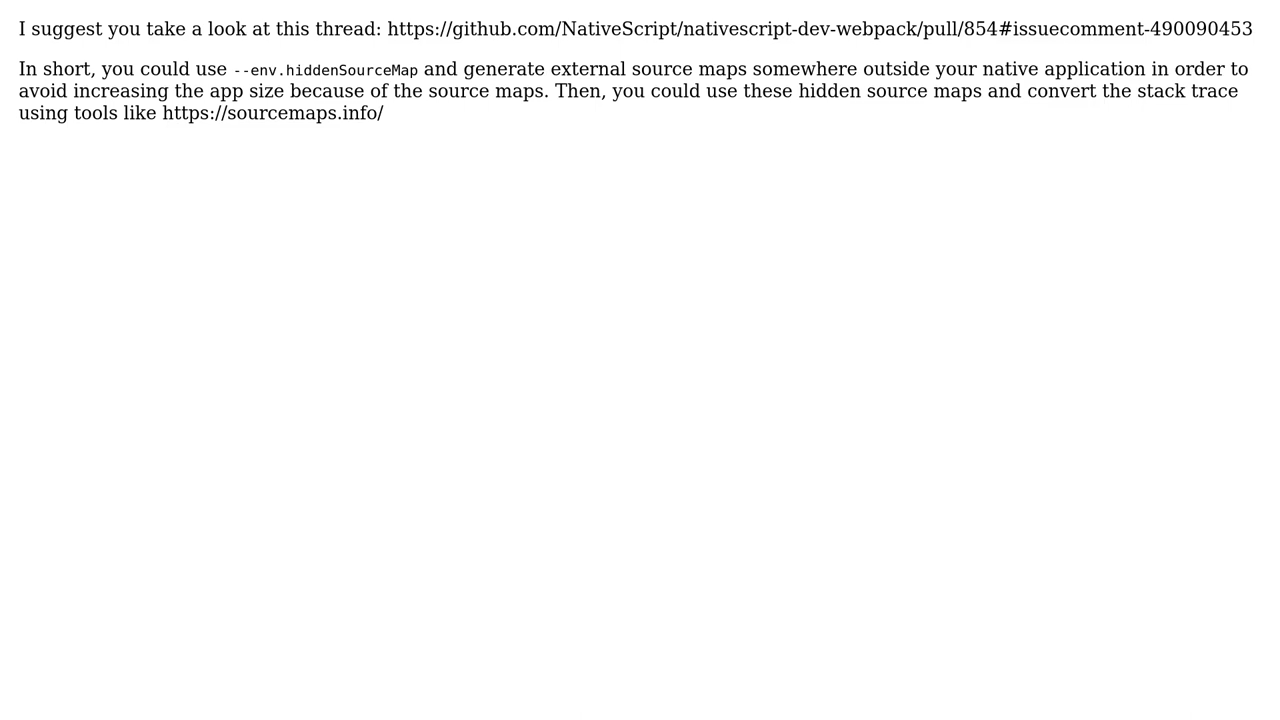 I suggest you take a look at this thread: https://github.com/NativeScript/nativescript-dev-webpack/pull/854#issuecomment-490090453
In short, you could use --env.hiddenSourceMap and generate external source maps somewhere outside your native application in order to
avoid increasing the app size because of the source maps. Then, you could use these hidden source maps and convert the stack trace
using tools like https://sourcemaps.info/